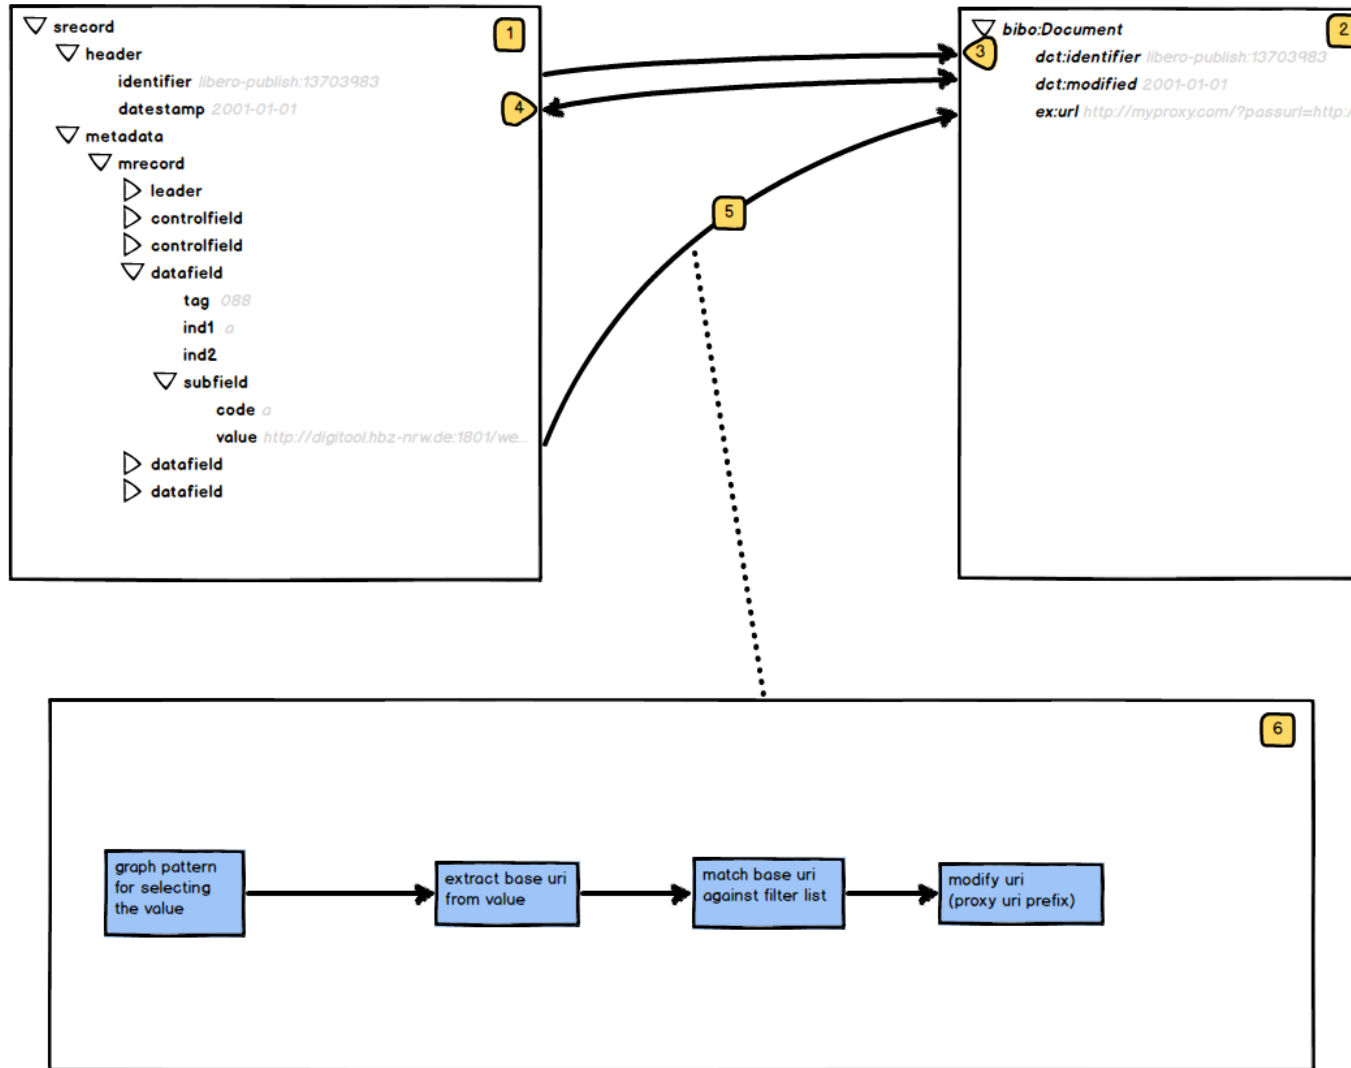 srecord
1
header
identifier libero-publish:13703983
datestamp 2001-01-01
4
metadata
mrecord
leader
controlfield
controlfield
datafield
tag 088
ind1 a
ind2
subfield
code a
value http://digitool.hbz-nrw.de:1801/we...
datafield
datafield
bibo:Document
2
3
dct:identifier libero-publish:13703983
dct:modified 2001-01-01
ex:url http://myproxy.com/?passurl=http:/
5
6
graph pattern
for selecting
the value
extract base uri
from value
match base uri
against filter list
modify uri
(proxy uri prefix)